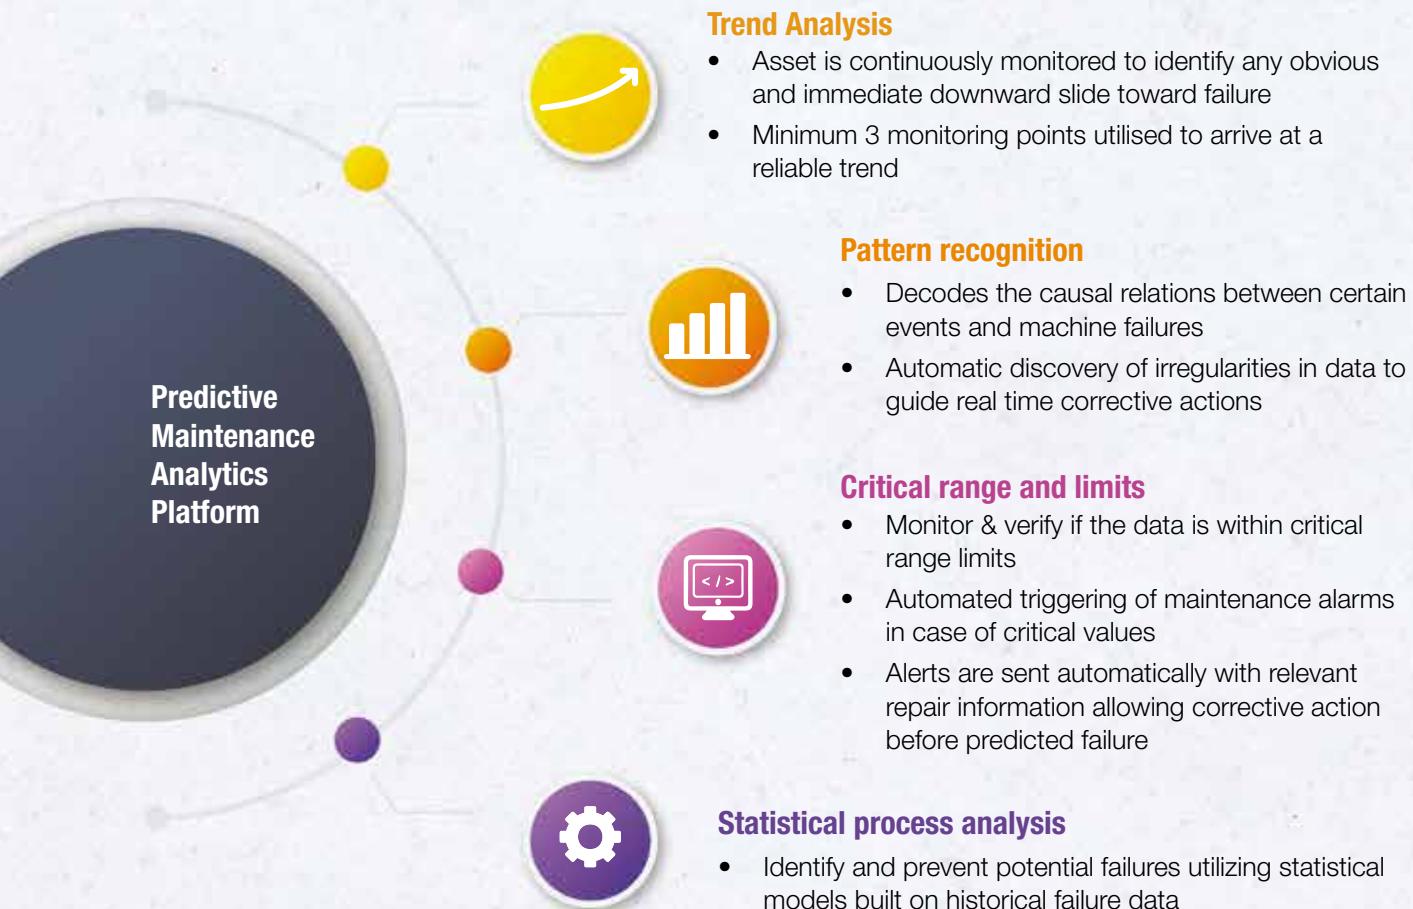 Trend Analysis
• Asset is continuously monitored to identify any obvious
and immediate downward slide toward failure
• Minimum 3 monitoring points utilised to arrive at a
reliable trend
Pattern recognition
• Decodes the causal relations between certain
events and machine failures
• Automatic discovery of irregularities in data to
guide real time corrective actions
Predictive
Maintenance
Analytics
Platform
Critical range and limits
• Monitor & verify if the data is within critical
range limits
• Automated triggering of maintenance alarms
in case of critical values
• Alerts are sent automatically with relevant
repair information allowing corrective action
before predicted failure
</>
Statistical process analysis
• Identify and prevent potential failures utilizing statistical
models built on historical failure data